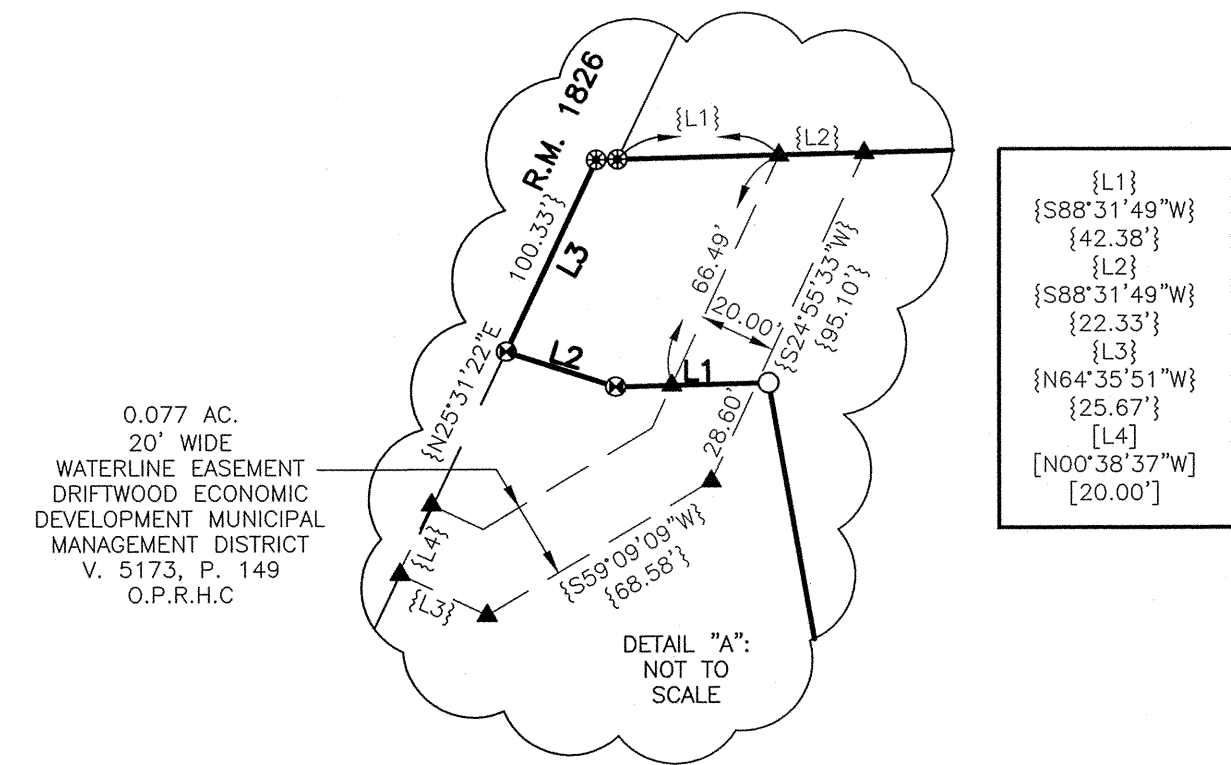 R.M. 1826
{L1}
{L2}
100.33'}
L3
66.49'
20.00'
{S24°55'33"W}
{95.10'}
{N25°31'22"E
L2
L1
28.60'
0.077 AC.
20' WIDE
WATERLINE EASEMENT
DRIFTWOOD ECONOMIC
DEVELOPMENT MUNICIPAL
MANAGEMENT DISTRICT
V. 5173, P. 149
O.P.R.H.C
{L4}
{L3}
{S59°09'09"W}
{68.58'}
DETAIL "A":
NOT TO
SCALE
{L1}
{S88°31'49"W}
{42.38'}
{L2}
{S88°31'49"W}
{22.33'}
{L3}
{N64°35'51"W}
{25.67'}
[L4]
[N00°38'37"W]
[20.00']